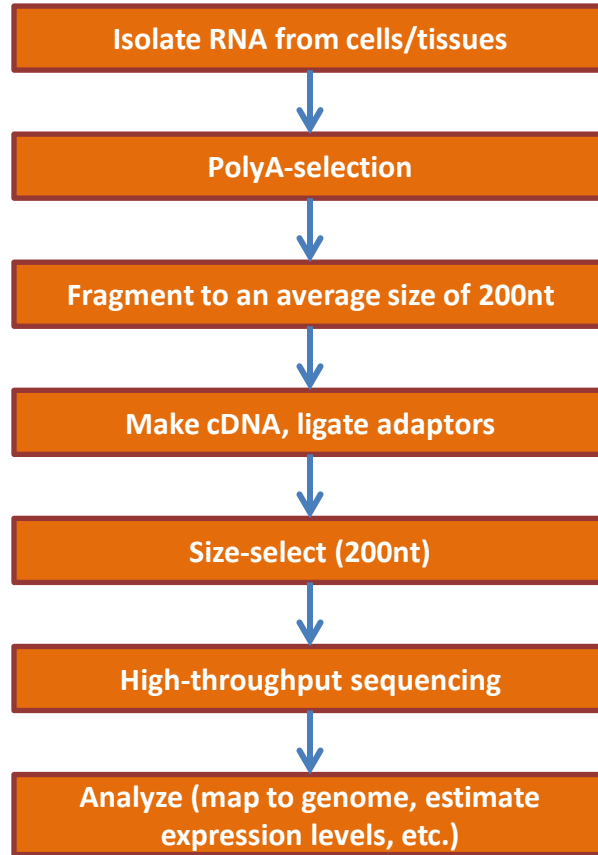 Isolate RNA from cells/tissues
PolyA-selection
Fragment to an average size of 200nt
Make cDNA, ligate adaptors
Size-select (200nt)
High-throughput sequencing
Analyze (map to genome, estimate
expression levels, etc.)